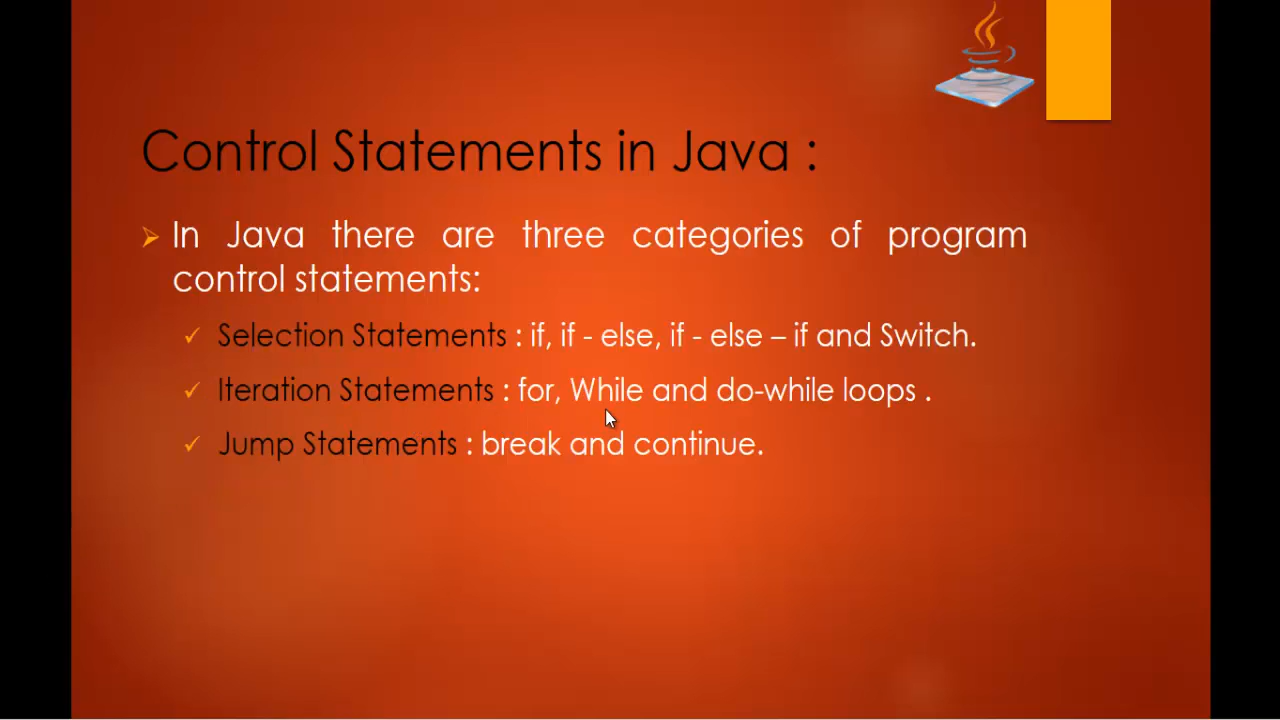 Control Statements in Java :
In Java there are three categories of program
control statements:
Selection Statements : if, if - else, if - else – if and Switch.
Iteration Statements : for, While and do-while loops .
Jump Statements : break and continue.